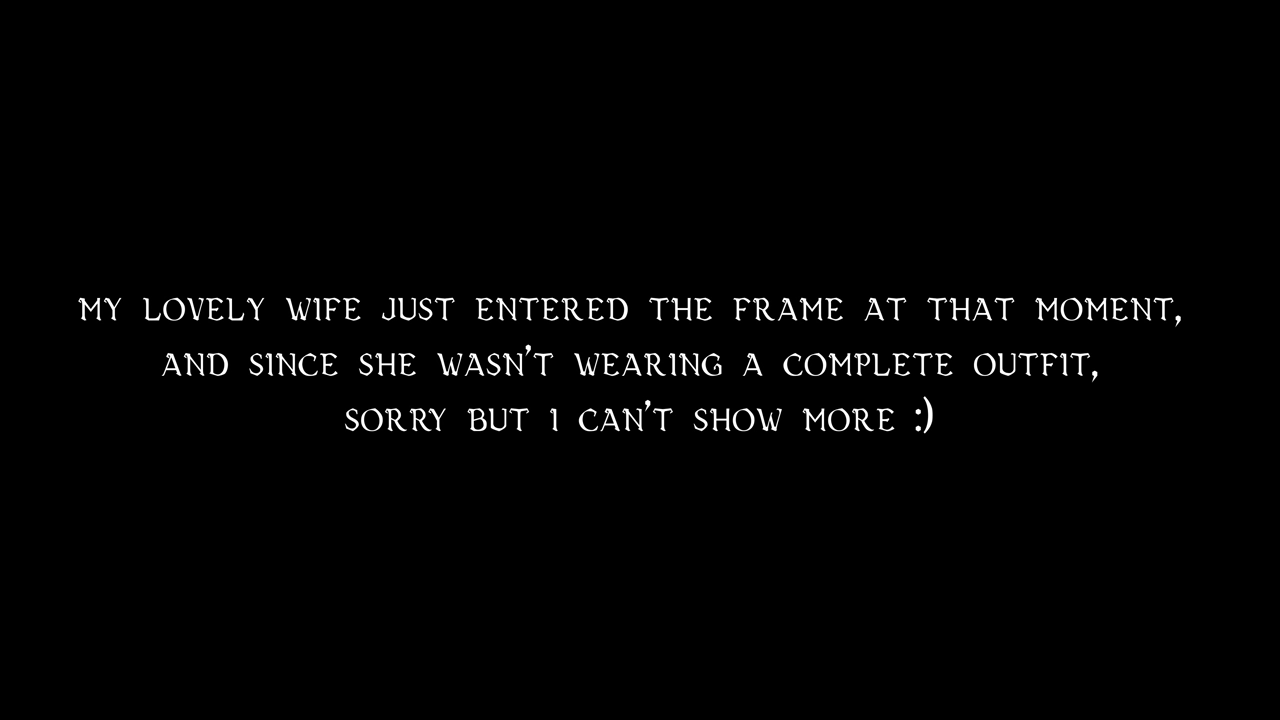 MY LOVELY WIFE JUST ENTERED THE FRAME AT THAT MOMENT,
AND SINCE SHE WASN'T WEARING A COMPLETE OUTFIT,
SORRY BUT I CAN'T SHOW MORE :)